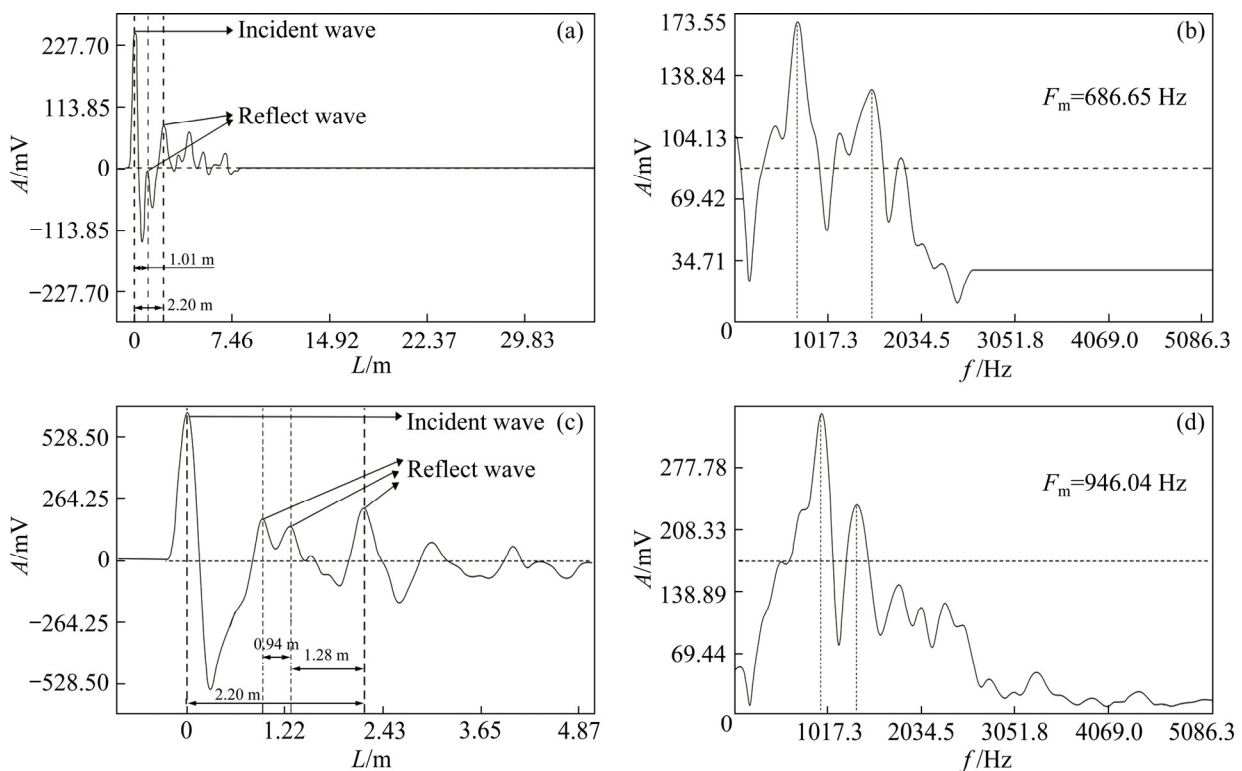 (a)
Incident wave
Reflect wave
A/mV
227.70
113.85
0
−113.85
−227.70
1.01 m
2.20 m
0 7.46 14.92 22.37 29.83
L/m
(b)
Fm=686.65 Hz
A/mV
173.55
138.84
104.13
69.42
34.71
0
1017.3 2034.5 3051.8 4069.0 5086.3
f/Hz
(c)
Incident wave
Reflect wave
A/mV
528.50
264.25
0
−264.25
−528.50
0.94 m
1.28 m
2.20 m
0 1.22 2.43 3.65 4.87
L/m
(d)
Fm=946.04 Hz
A/mV
277.78
208.33
138.89
69.44
0
1017.3 2034.5 3051.8 4069.0 5086.3
f/Hz